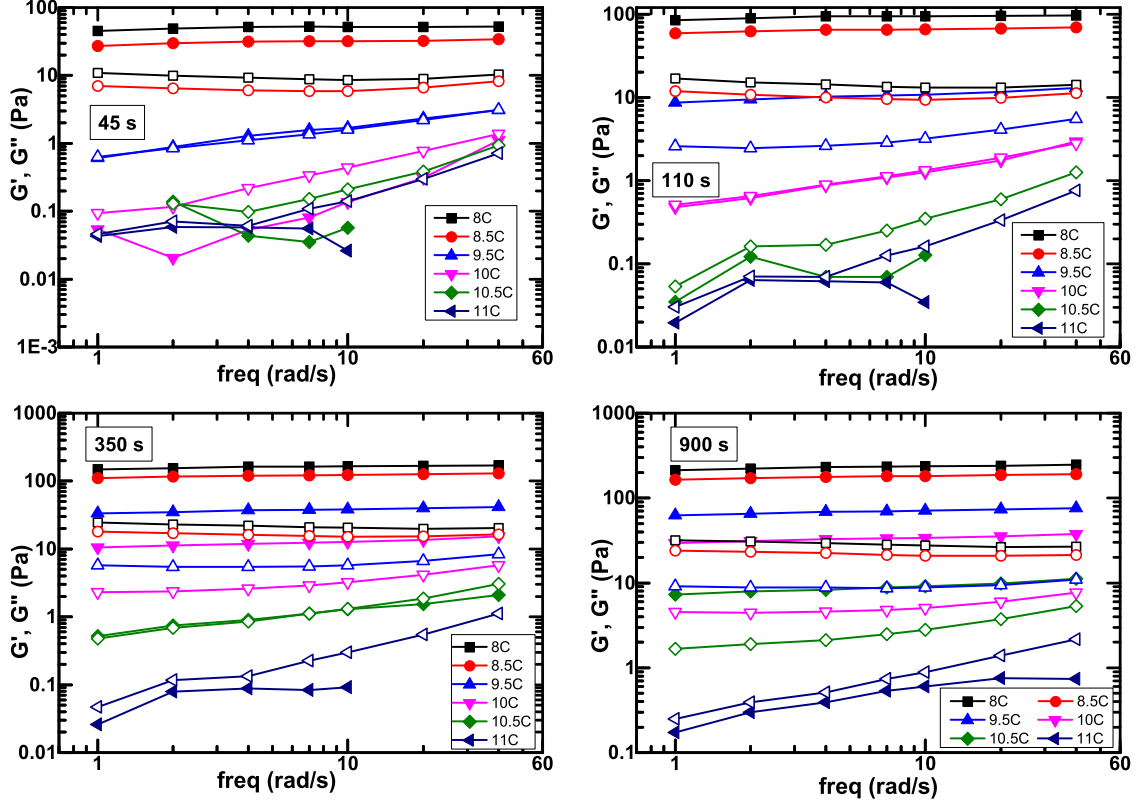 100
10
1
0.1
0.01
1E-3
G', G'' (Pa)
45 s
8C
8.5C
9.5C
10C
10.5C
11C
1
10
60
freq (rad/s)
100
10
1
0.1
0.01
G', G'' (Pa)
110 s
8C
8.5C
9.5C
10C
10.5C
11C
1
10
60
freq (rad/s)
1000
100
10
1
0.1
0.01
G', G'' (Pa)
350 s
8C
8.5C
9.5C
10C
10.5C
11C
1
10
60
freq (rad/s)
1000
100
10
1
0.1
G', G'' (Pa)
900 s
8C 8.5C
9.5C 10C
10.5C 11C
1
10
60
freq (rad/s)